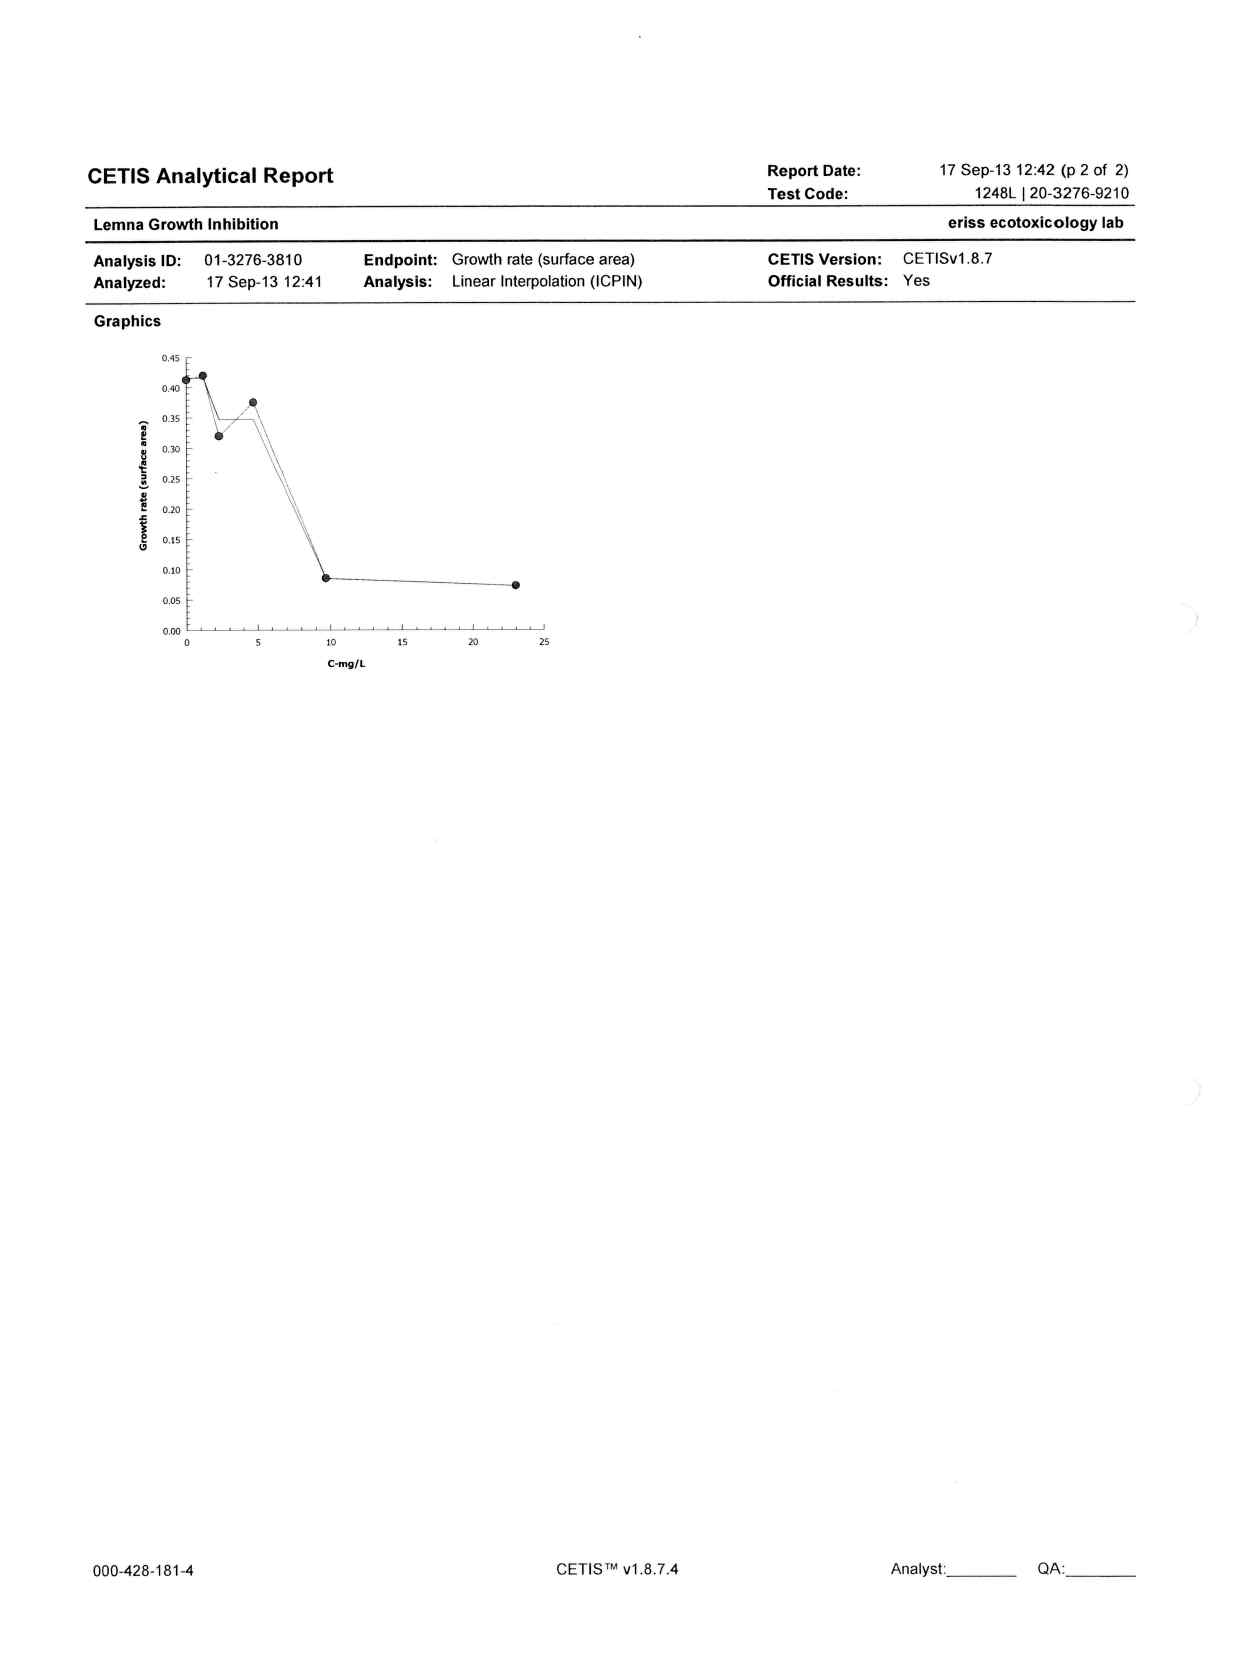 CETIS Analytical Report
Report Date: 17 Sep-13 12:42 (p 2 of 2)
Test Code: 1248L | 20-3276-9210
Lemna Growth Inhibition eriss ecotoxicology lab
Analysis ID: 01-3276-3810 Endpoint: Growth rate (surface area) CETIS Version: CETISv1.8.7
Analyzed: 17 Sep-13 12:41 Analysis: Linear Interpolation (ICPIN) Official Results: Yes
Graphics
0.45
0.40
0.35
0.30
0.25
0.20
0.15
0.10
0.05
0.00
Growth rate (surface area)
0 5 10 15 20 25
C-mg/L
000-428-181-4 CETIS™ v1.8.7.4 Analyst:________ QA:________